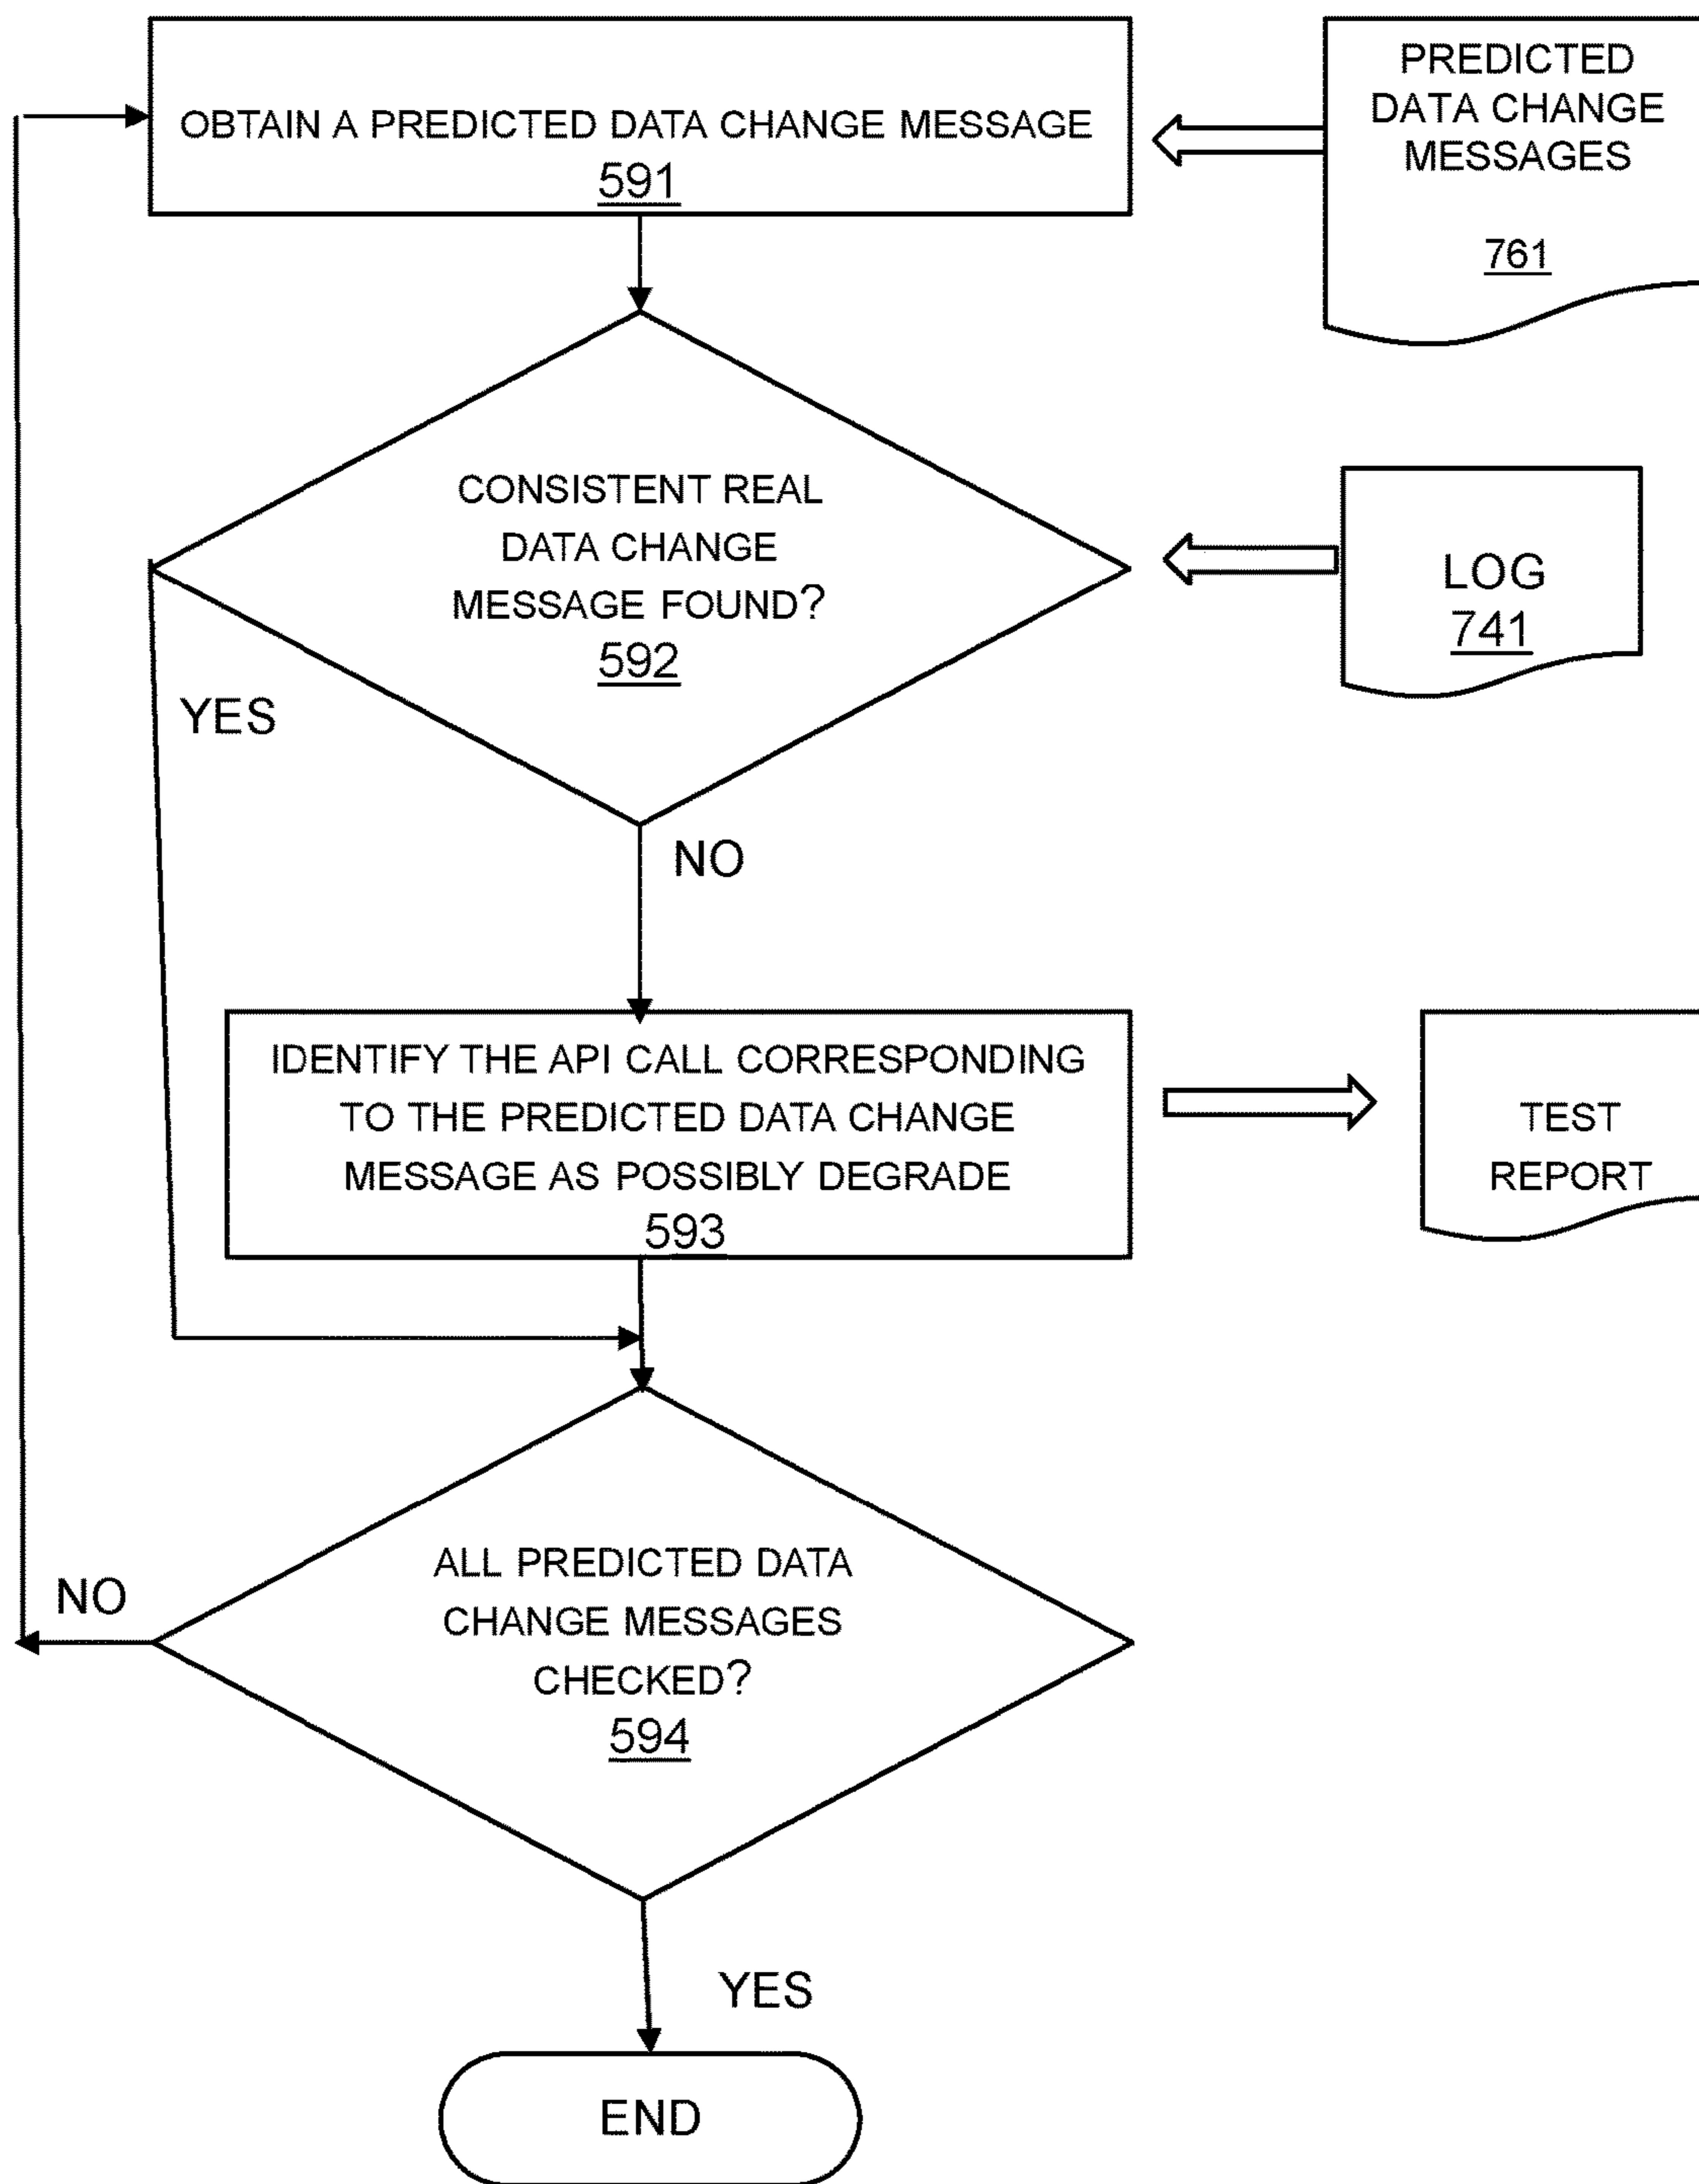 OBTAIN A PREDICTED DATA CHANGE MESSAGE
591
PREDICTED
DATA CHANGE
MESSAGES
761
CONSISTENT REAL
DATA CHANGE
MESSAGE FOUND?
592
LOG
741
YES
NO
IDENTIFY THE API CALL CORRESPONDING
TO THE PREDICTED DATA CHANGE
MESSAGE AS POSSIBLY DEGRADE
593
TEST
REPORT
ALL PREDICTED DATA
CHANGE MESSAGES
CHECKED?
594
NO
YES
END